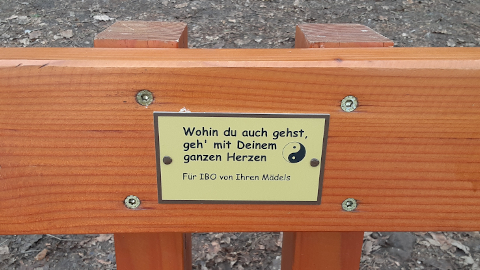 Wohin du auch gehst,
geh' mit Deinem
ganzen Herzen
Für IBO von Ihren Mädels